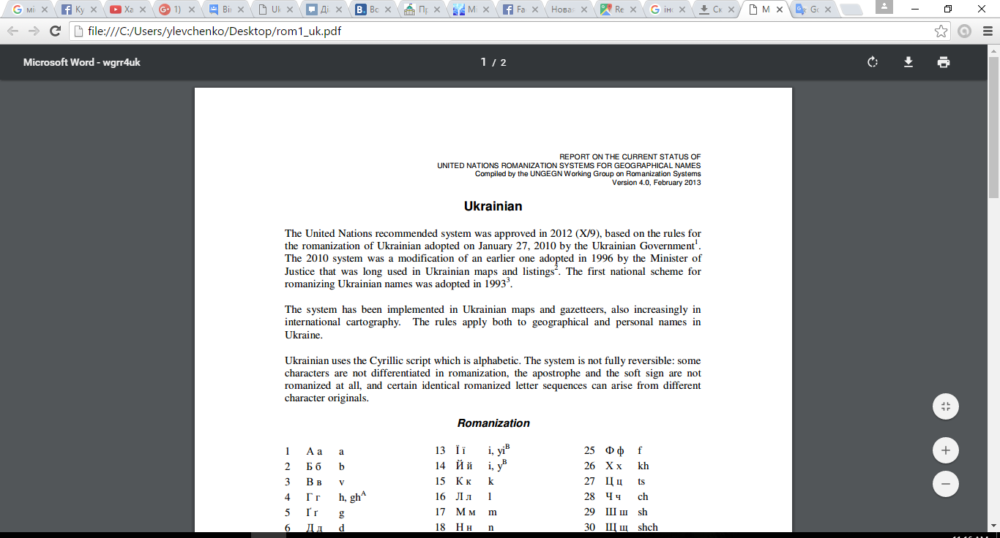 мі
Ку
Ха
1)
Ві
Uk
Ді
Вс
Пр
М
Fa
Новая
Re
інс
Ск
M
Go
file:///C:/Users/ylevchenko/Desktop/rom1_uk.pdf
Microsoft Word - wgrr4uk
1 / 2
REPORT ON THE CURRENT STATUS OF
UNITED NATIONS ROMANIZATION SYSTEMS FOR GEOGRAPHICAL NAMES
Compiled by the UNGEGN Working Group on Romanization Systems
Version 4.0, February 2013
Ukrainian
The United Nations recommended system was approved in 2012 (X/9), based on the rules for
the romanization of Ukrainian adopted on January 27, 2010 by the Ukrainian Government¹.
The 2010 system was a modification of an earlier one adopted in 1996 by the Minister of
Justice that was long used in Ukrainian maps and listings². The first national scheme for
romanizing Ukrainian names was adopted in 1993³.
The system has been implemented in Ukrainian maps and gazetteers, also increasingly in
international cartography. The rules apply both to geographical and personal names in
Ukraine.
Ukrainian uses the Cyrillic script which is alphabetic. The system is not fully reversible: some
characters are not differentiated in romanization, the apostrophe and the soft sign are not
romanized at all, and certain identical romanized letter sequences can arise from different
character originals.
Romanization
1 А а a
2 Б б b
3 В в v
4 Г г h, ghᴬ
5 Ґ ґ g
6 Д д d
13 Ї ї i, yiᴮ
14 Й й i, yᴮ
15 К к k
16 Л л l
17 М м m
18 Н н n
25 Ф ф f
26 Х х kh
27 Ц ц ts
28 Ч ч ch
29 Ш ш sh
30 Щ щ shch